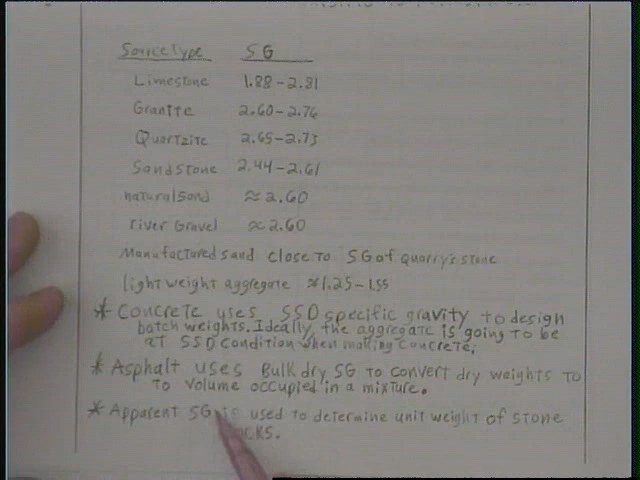 Source Type SG
Limestone 1.88-2.81
Granite 2.60-2.76
Quartzite 2.65-2.73
Sandstone 2.44-2.61
natural Sand ≈ 2.60
river Gravel ≈ 2.60
Manufactured sand close to SG of Quarry's stone
light weight aggregate ≈ 1.25-1.55
* Concrete uses SSD specific gravity to design
batch weights. Ideally, the aggregate is going to be
at SSD condition when making concrete.
* Asphalt uses Bulk dry SG to convert dry weights to
to volume occupied in a mixture.
* Apparent SG is used to determine unit weight of stone